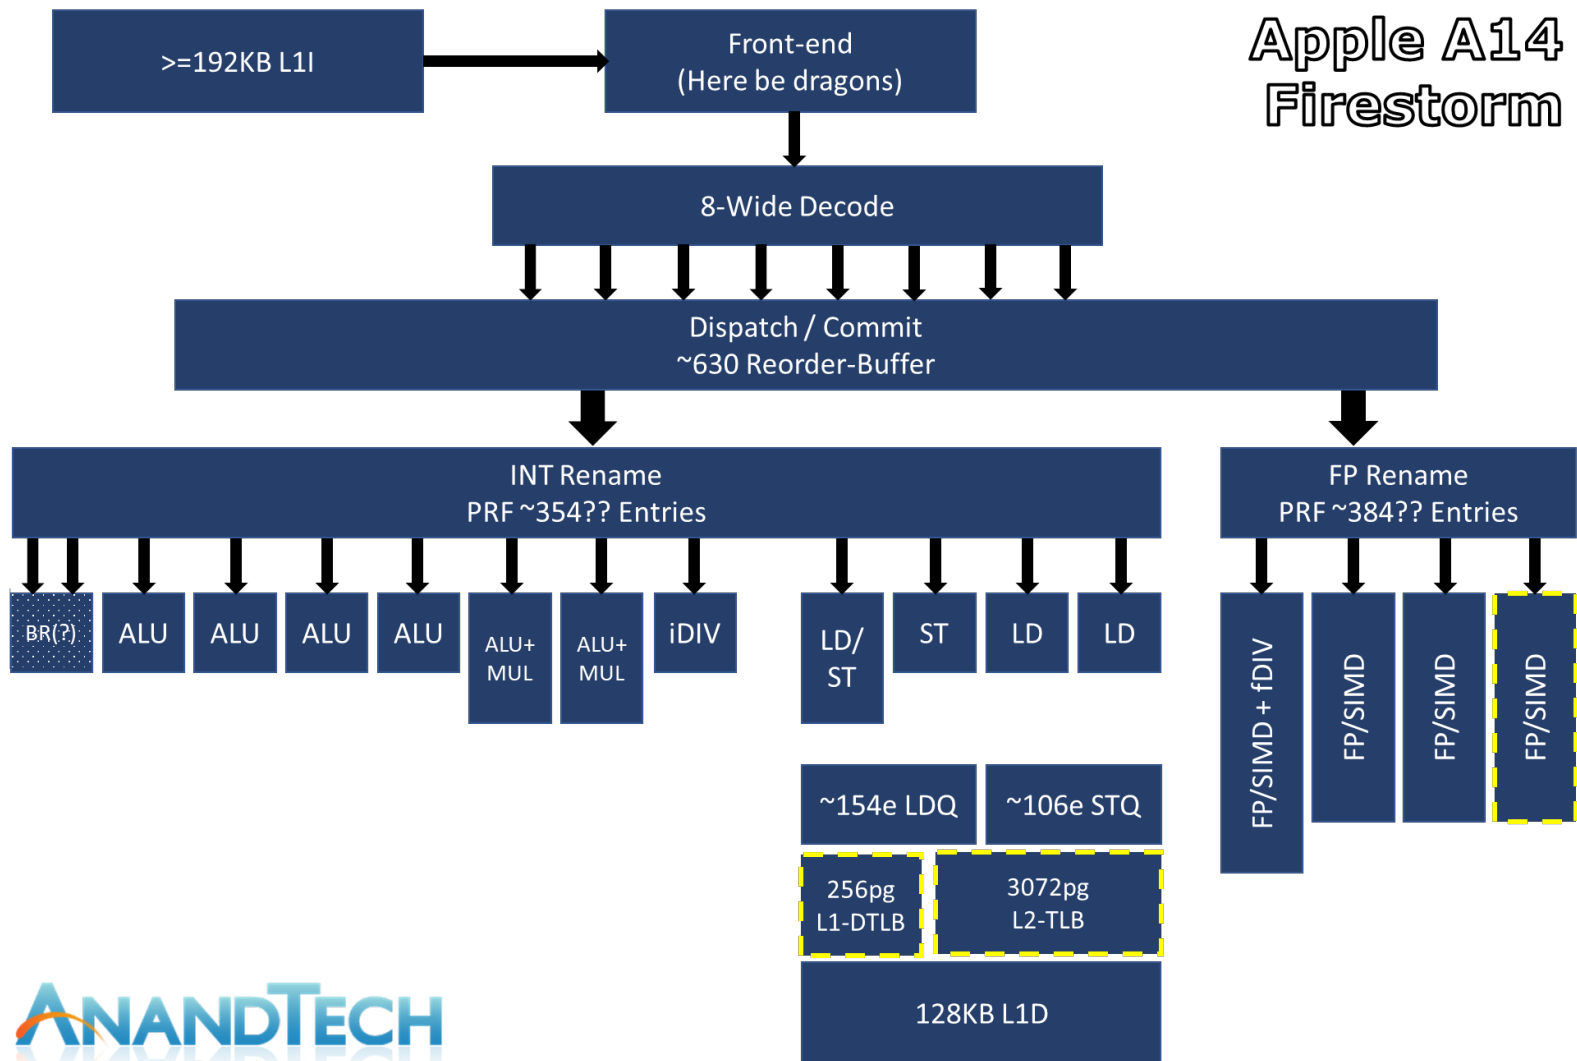 Apple A14
Firestorm
>=192KB L1I
Front-end
(Here be dragons)
8-Wide Decode
Dispatch / Commit
~630 Reorder-Buffer
INT Rename
PRF ~354?? Entries
FP Rename
PRF ~384?? Entries
BR(?)
ALU
ALU
ALU
ALU
ALU+
MUL
ALU+
MUL
iDIV
LD/
ST
ST
LD
LD
FP/SIMD + fDIV
FP/SIMD
FP/SIMD
FP/SIMD
~154e LDQ
~106e STQ
256pg
L1-DTLB
3072pg
L2-TLB
128KB L1D
ANANDTECH